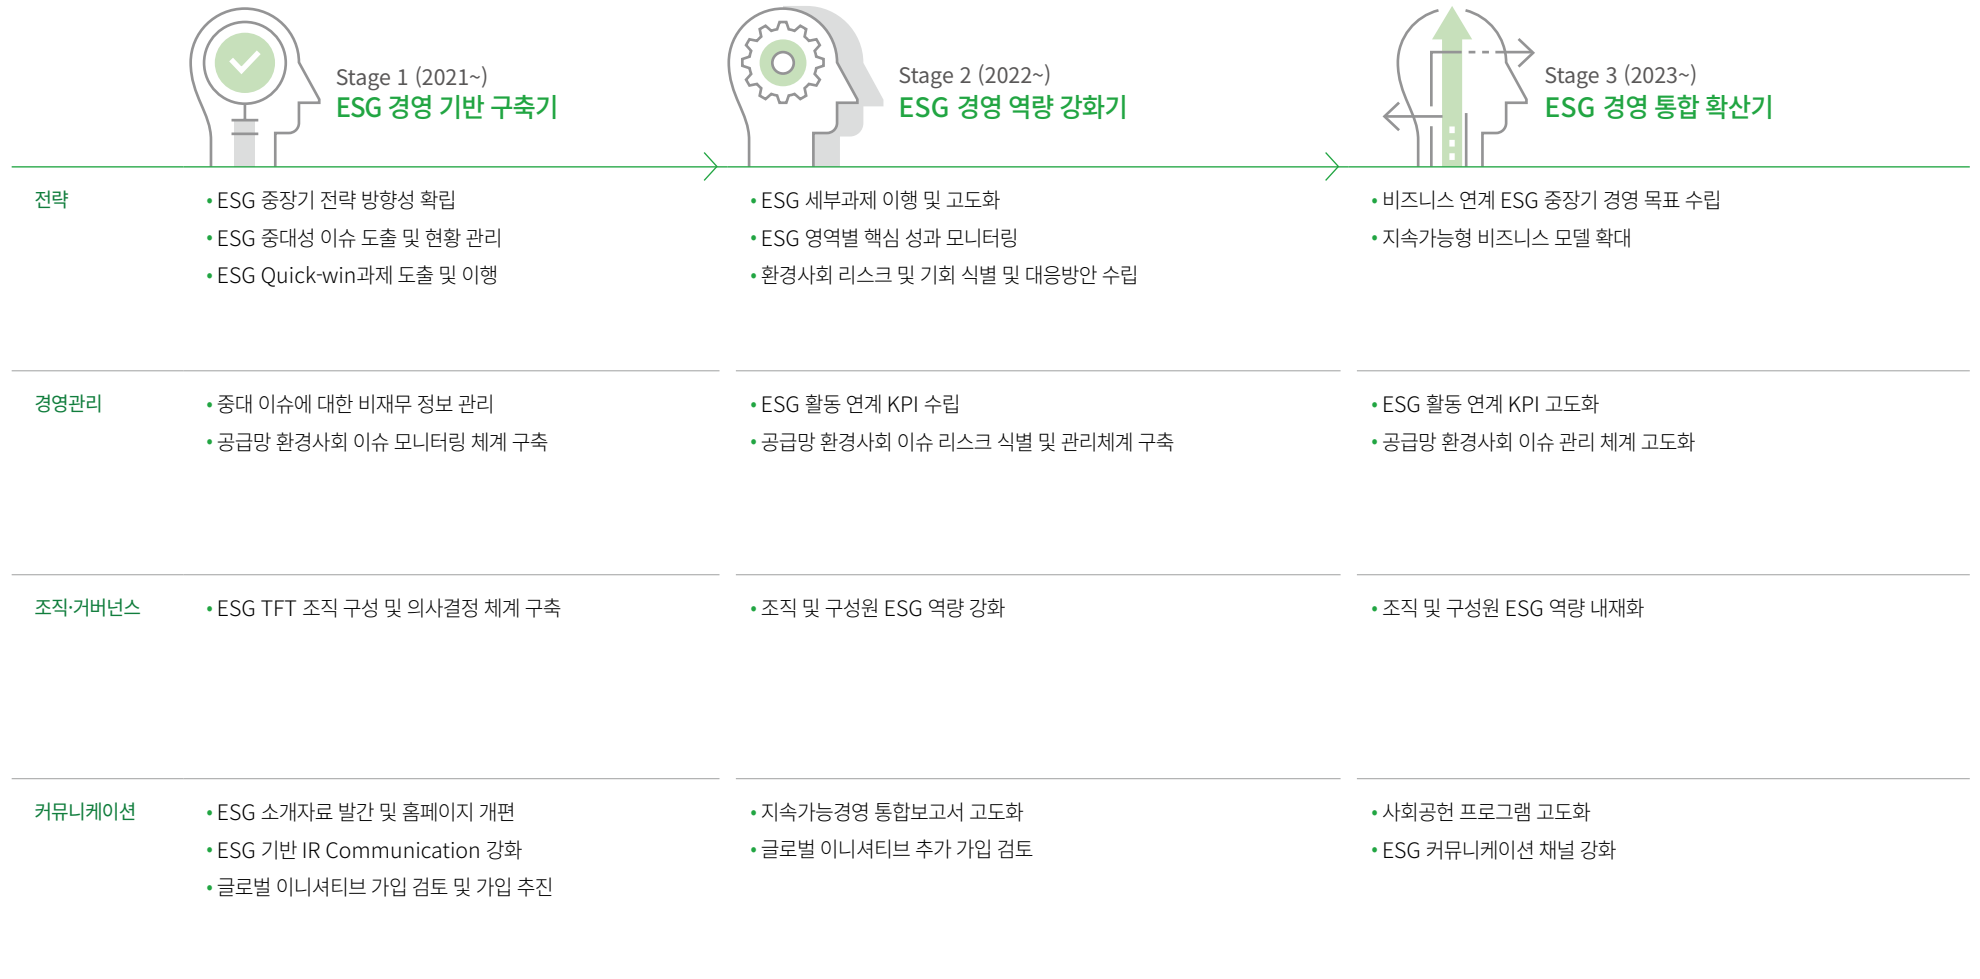 Stage 1 (2021~)
ESG 경영 기반 구축기
Stage 2 (2022~)
ESG 경영 역량 강화기
Stage 3 (2023~)
ESG 경영 통합 확산기
전략
• ESG 중장기 전략 방향성 확립
• ESG 중대성 이슈 도출 및 현황 관리
• ESG Quick-win과제 도출 및 이행
• ESG 세부과제 이행 및 고도화
• ESG 영역별 핵심 성과 모니터링
• 환경사회 리스크 및 기회 식별 및 대응방안 수립
• 비즈니스 연계 ESG 중장기 경영 목표 수립
• 지속가능형 비즈니스 모델 확대
경영관리
• 중대 이슈에 대한 비재무 정보 관리
• 공급망 환경사회 이슈 모니터링 체계 구축
• ESG 활동 연계 KPI 수립
• 공급망 환경사회 이슈 리스크 식별 및 관리체계 구축
• ESG 활동 연계 KPI 고도화
• 공급망 환경사회 이슈 관리 체계 고도화
조직·거버넌스
• ESG TFT 조직 구성 및 의사결정 체계 구축
• 조직 및 구성원 ESG 역량 강화
• 조직 및 구성원 ESG 역량 내재화
커뮤니케이션
• ESG 소개자료 발간 및 홈페이지 개편
• ESG 기반 IR Communication 강화
• 글로벌 이니셔티브 가입 검토 및 가입 추진
• 지속가능경영 통합보고서 고도화
• 글로벌 이니셔티브 추가 가입 검토
• 사회공헌 프로그램 고도화
• ESG 커뮤니케이션 채널 강화